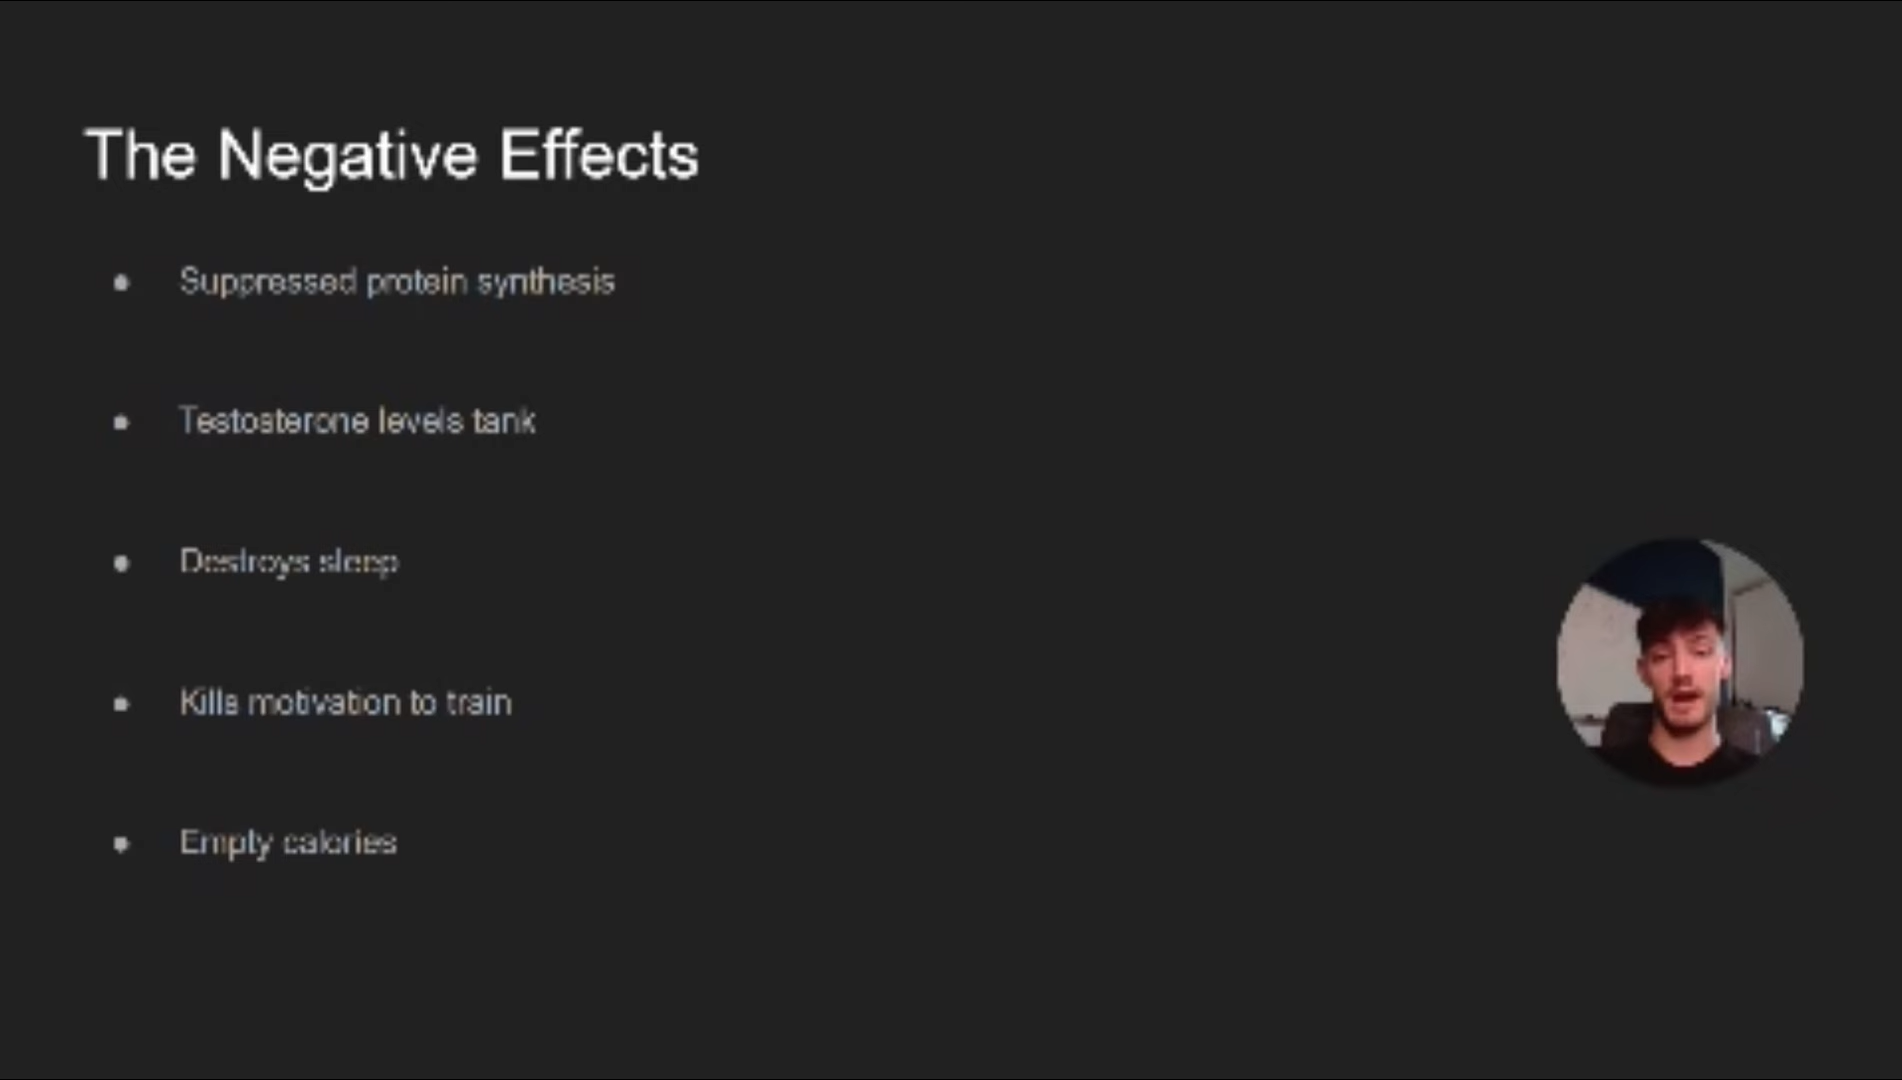 The Negative Effects
● Suppressed protein synthesis
● Testosterone levels tank
● Destroys sleep
● Kills motivation to train
● Empty calories